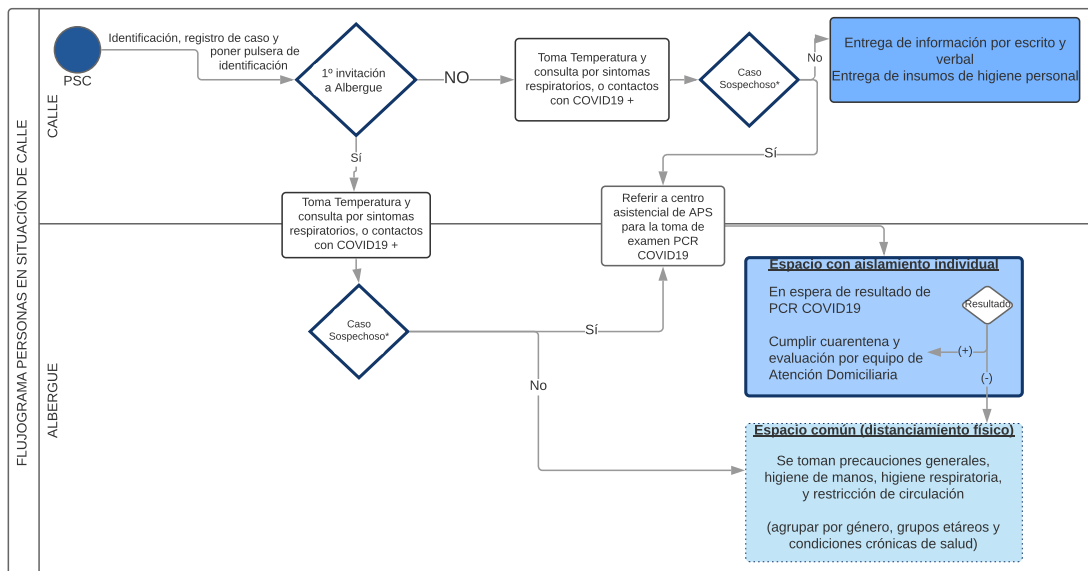 FLUJOGRAMA PERSONAS EN SITUACIÓN DE CALLE
CALLE
ALBERGUE
PSC
Identificación, registro de caso y
poner pulsera de
identificación
1º invitación
a Albergue
NO
Toma Temperatura y
consulta por sintomas
respiratorios, o contactos
con COVID19 +
Caso
Sospechoso*
No
Entrega de información por escrito y
verbal
Entrega de insumos de higiene personal
Sí
Sí
Toma Temperatura y
consulta por sintomas
respiratorios, o contactos
con COVID19 +
Referir a centro
asistencial de APS
para la toma de
examen PCR
COVID19
Caso
Sospechoso*
Sí
No
Espacio con aislamiento individual
En espera de resultado de
PCR COVID19
Resultado
Cumplir cuarentena y
evaluación por equipo de
Atención Domiciliaria
(+)
(-)
Espacio común (distanciamiento físico)
Se toman precauciones generales,
higiene de manos, higiene respiratoria,
y restricción de circulación
(agrupar por género, grupos etáreos y
condiciones crónicas de salud)